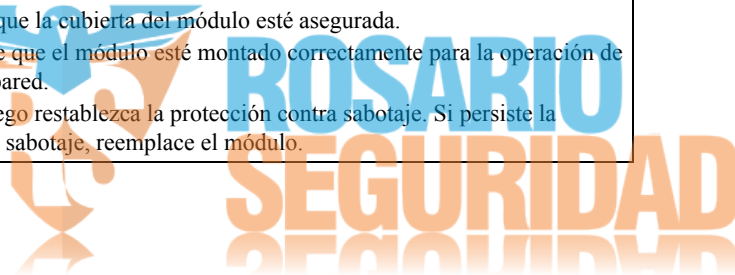 que la cubierta del módulo esté asegurada.
que el módulo esté montado correctamente para la operación de
pared.
restablezca la protección contra sabotaje. Si persiste la
sabotaje, reemplace el módulo.
ROSARIO
SEGURIDAD